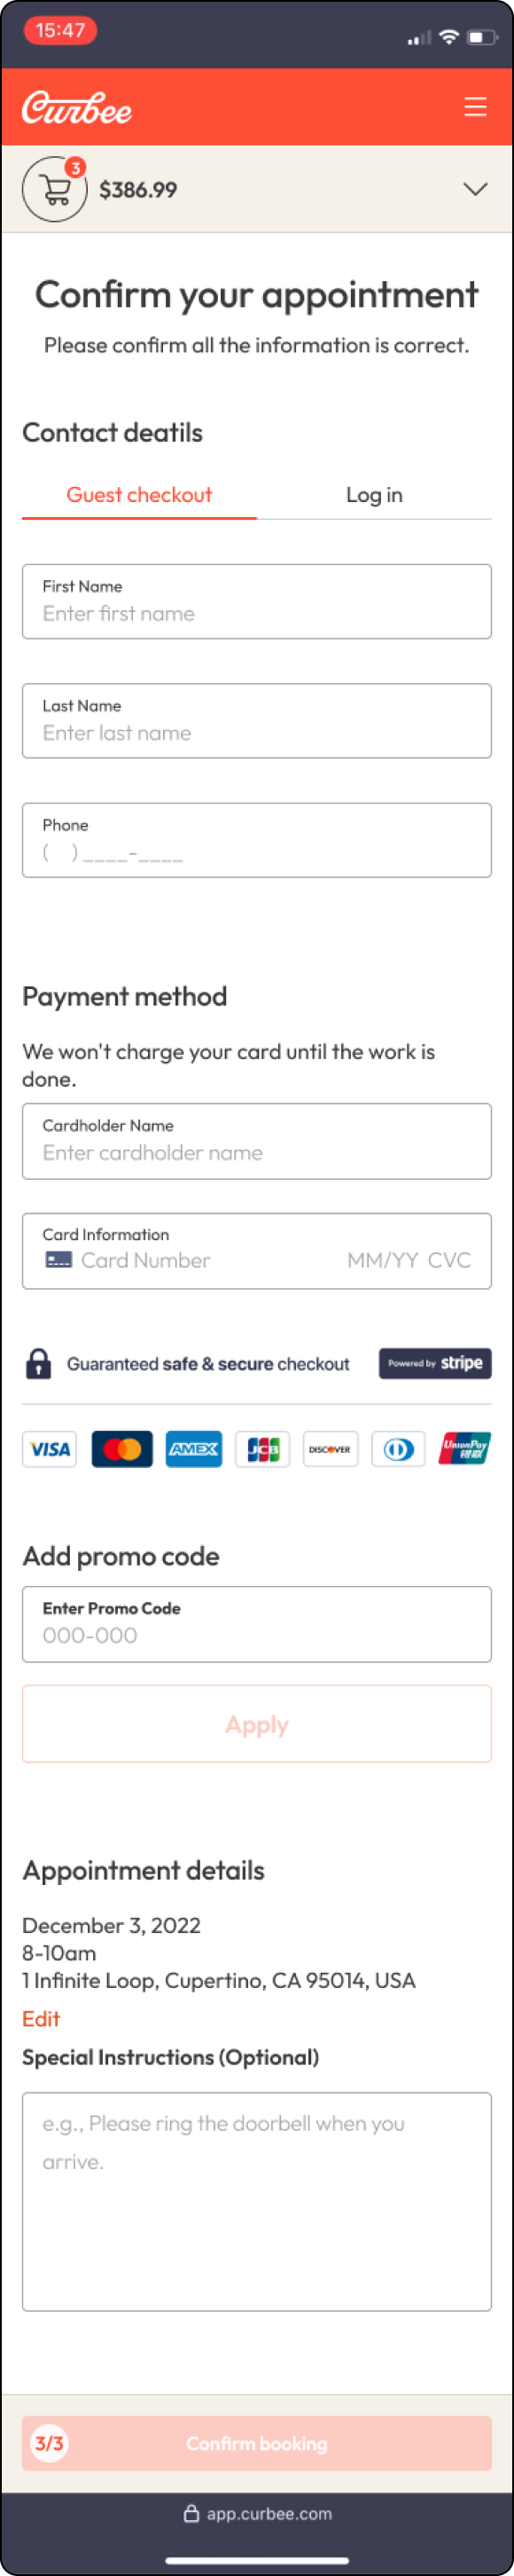 15:47
Curbee
3
$386.99
Confirm your appointment
Please confirm all the information is correct.
Contact deatils
Guest checkout Log in
First Name
Enter first name
Last Name
Enter last name
Phone
( ) ____-____
Payment method
We won't charge your card until the work is
done.
Cardholder Name
Enter cardholder name
Card Information
Card Number MM/YY CVC
Guaranteed safe & secure checkout Powered by stripe
VISA AMEX JCB DISCOVER UnionPay 银联
Add promo code
Enter Promo Code
000-000
Apply
Appointment details
December 3, 2022
8-10am
1 Infinite Loop, Cupertino, CA 95014, USA
Edit
Special Instructions (Optional)
e.g., Please ring the doorbell when you
arrive.
3/3 Confirm booking
app.curbee.com